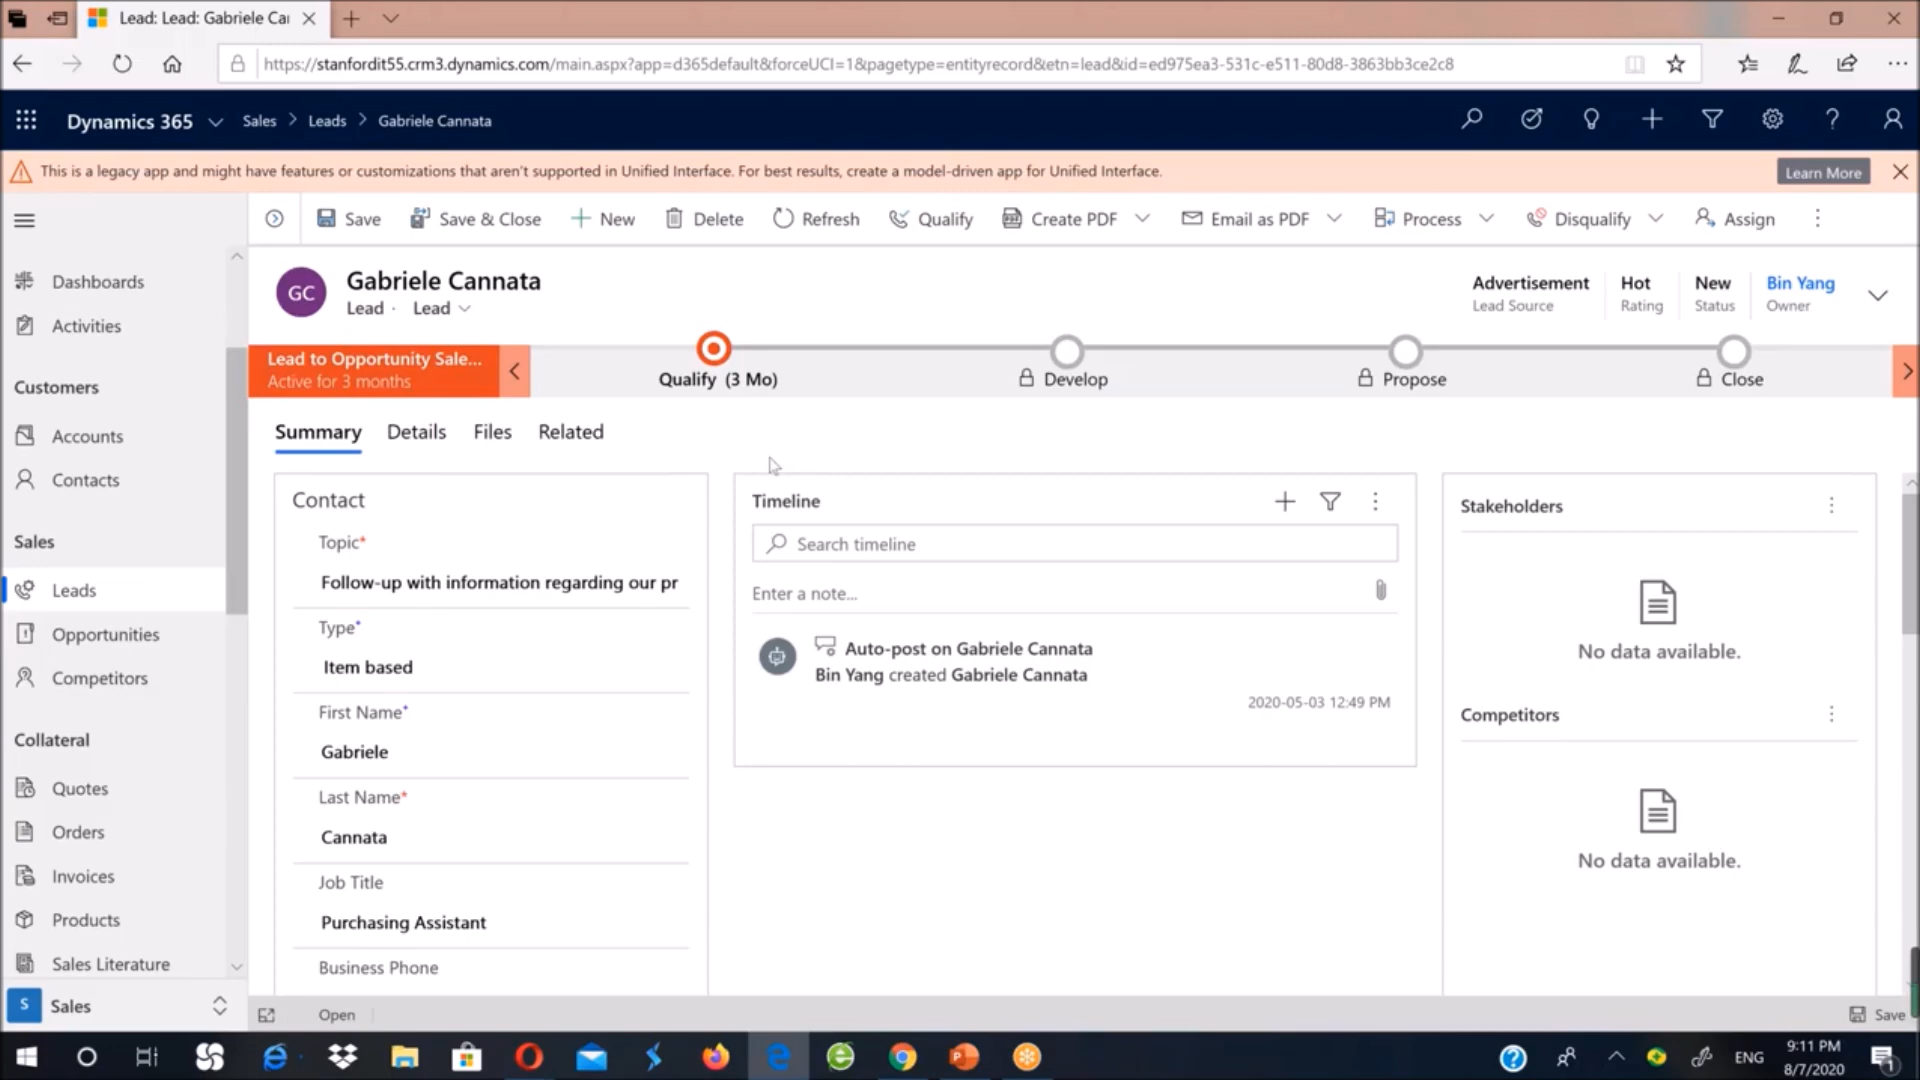 Lead: Lead: Gabriele Ca
https://stanfordit55.crm3.dynamics.com/main.aspx?app=d365default&forceUCI=1&pagetype=entityrecord&etn=lead&id=ed975ea3-531c-e511-80d8-3863bb3ce2c8
Dynamics 365 Sales > Leads > Gabriele Cannata
This is a legacy app and might have features or customizations that aren't supported in Unified Interface. For best results, create a model-driven app for Unified Interface. Learn More
Save Save & Close New Delete Refresh Qualify Create PDF Email as PDF Process Disqualify Assign
Dashboards
Activities
Customers
Accounts
Contacts
Sales
Leads
Opportunities
Competitors
Collateral
Quotes
Orders
Invoices
Products
Sales Literature
S Sales
GC
Gabriele Cannata
Lead · Lead
Advertisement
Lead Source
Hot
Rating
New
Status
Bin Yang
Owner
Lead to Opportunity Sale...
Active for 3 months
Qualify (3 Mo)
Develop
Propose
Close
Summary Details Files Related
Contact
Topic*
Follow-up with information regarding our pr
Type*
Item based
First Name*
Gabriele
Last Name*
Cannata
Job Title
Purchasing Assistant
Business Phone
Timeline
Search timeline
Enter a note...
Auto-post on Gabriele Cannata
Bin Yang created Gabriele Cannata
2020-05-03 12:49 PM
Stakeholders
No data available.
Competitors
No data available.
Open
Save
ENG
9:11 PM
8/7/2020
1